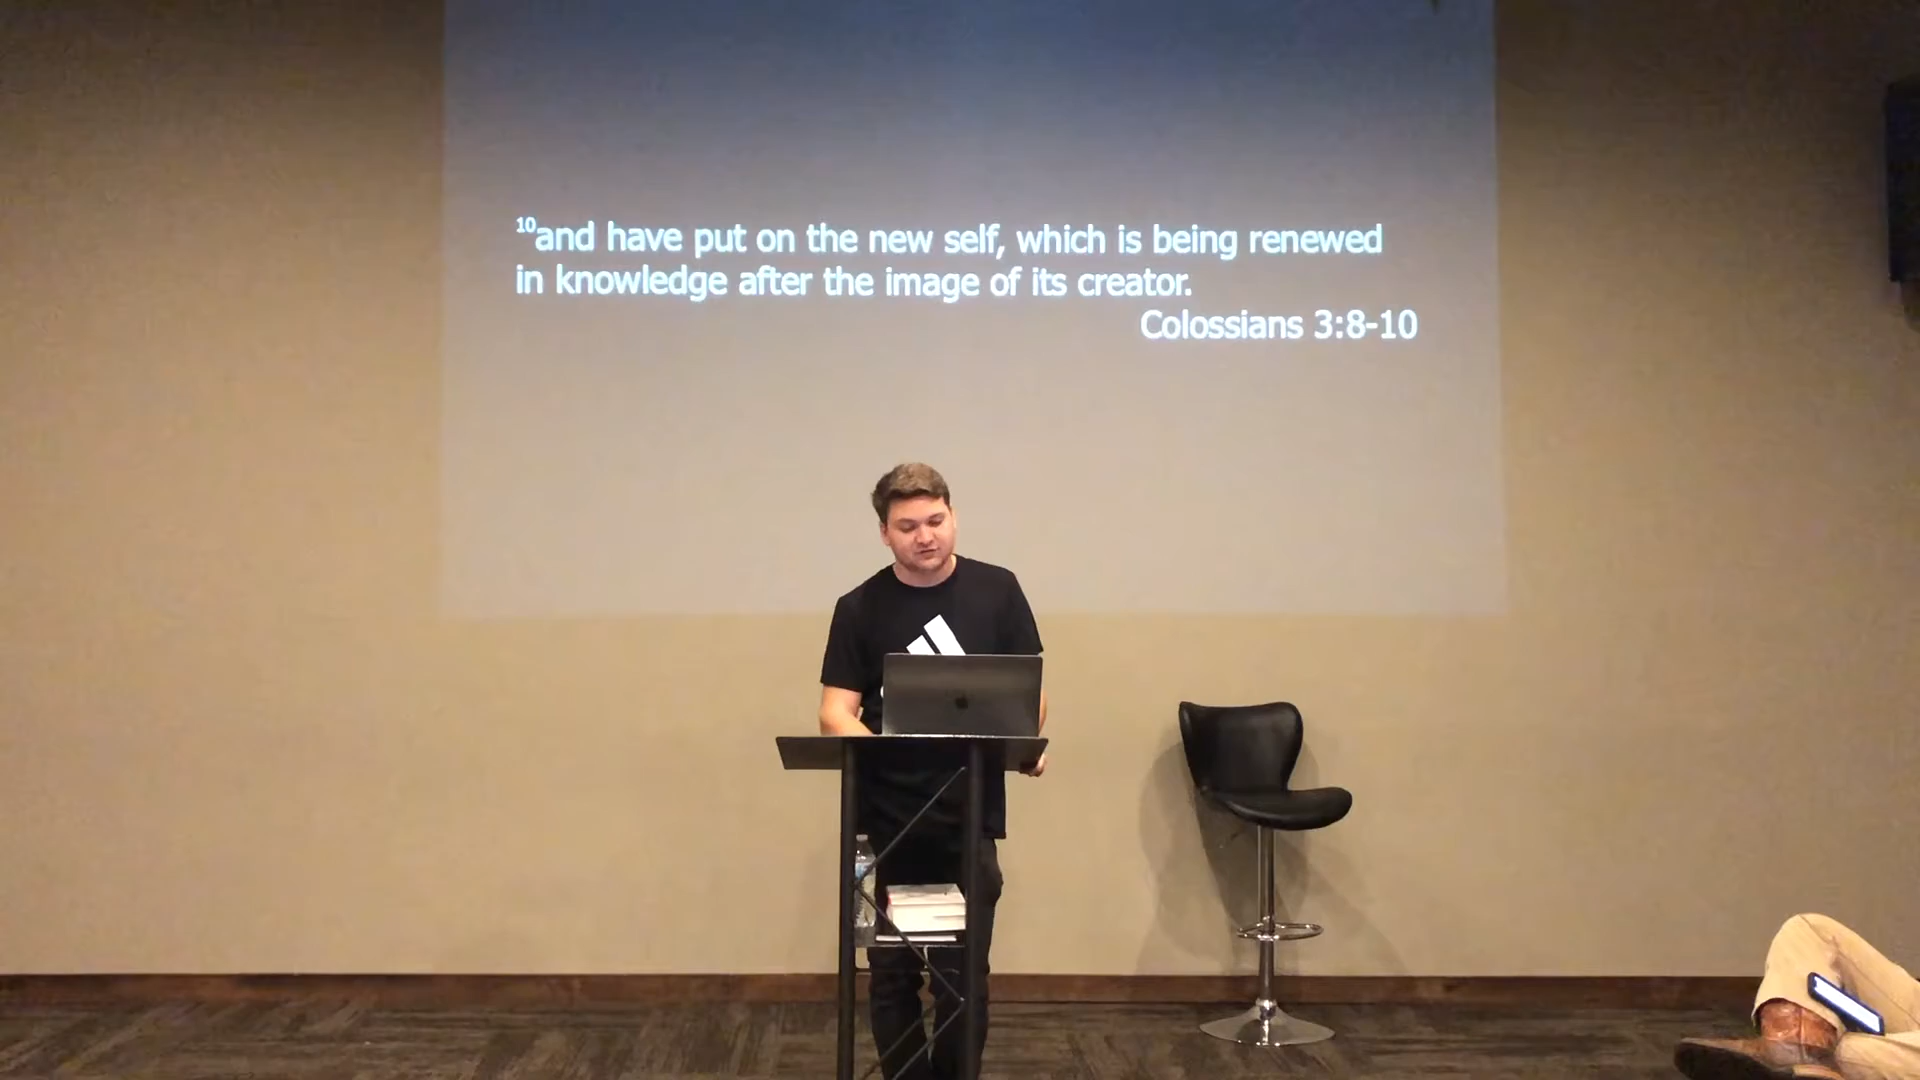 10and have put on the new self, which is being renewed
in knowledge after the image of its creator.
Colossians 3:8-10